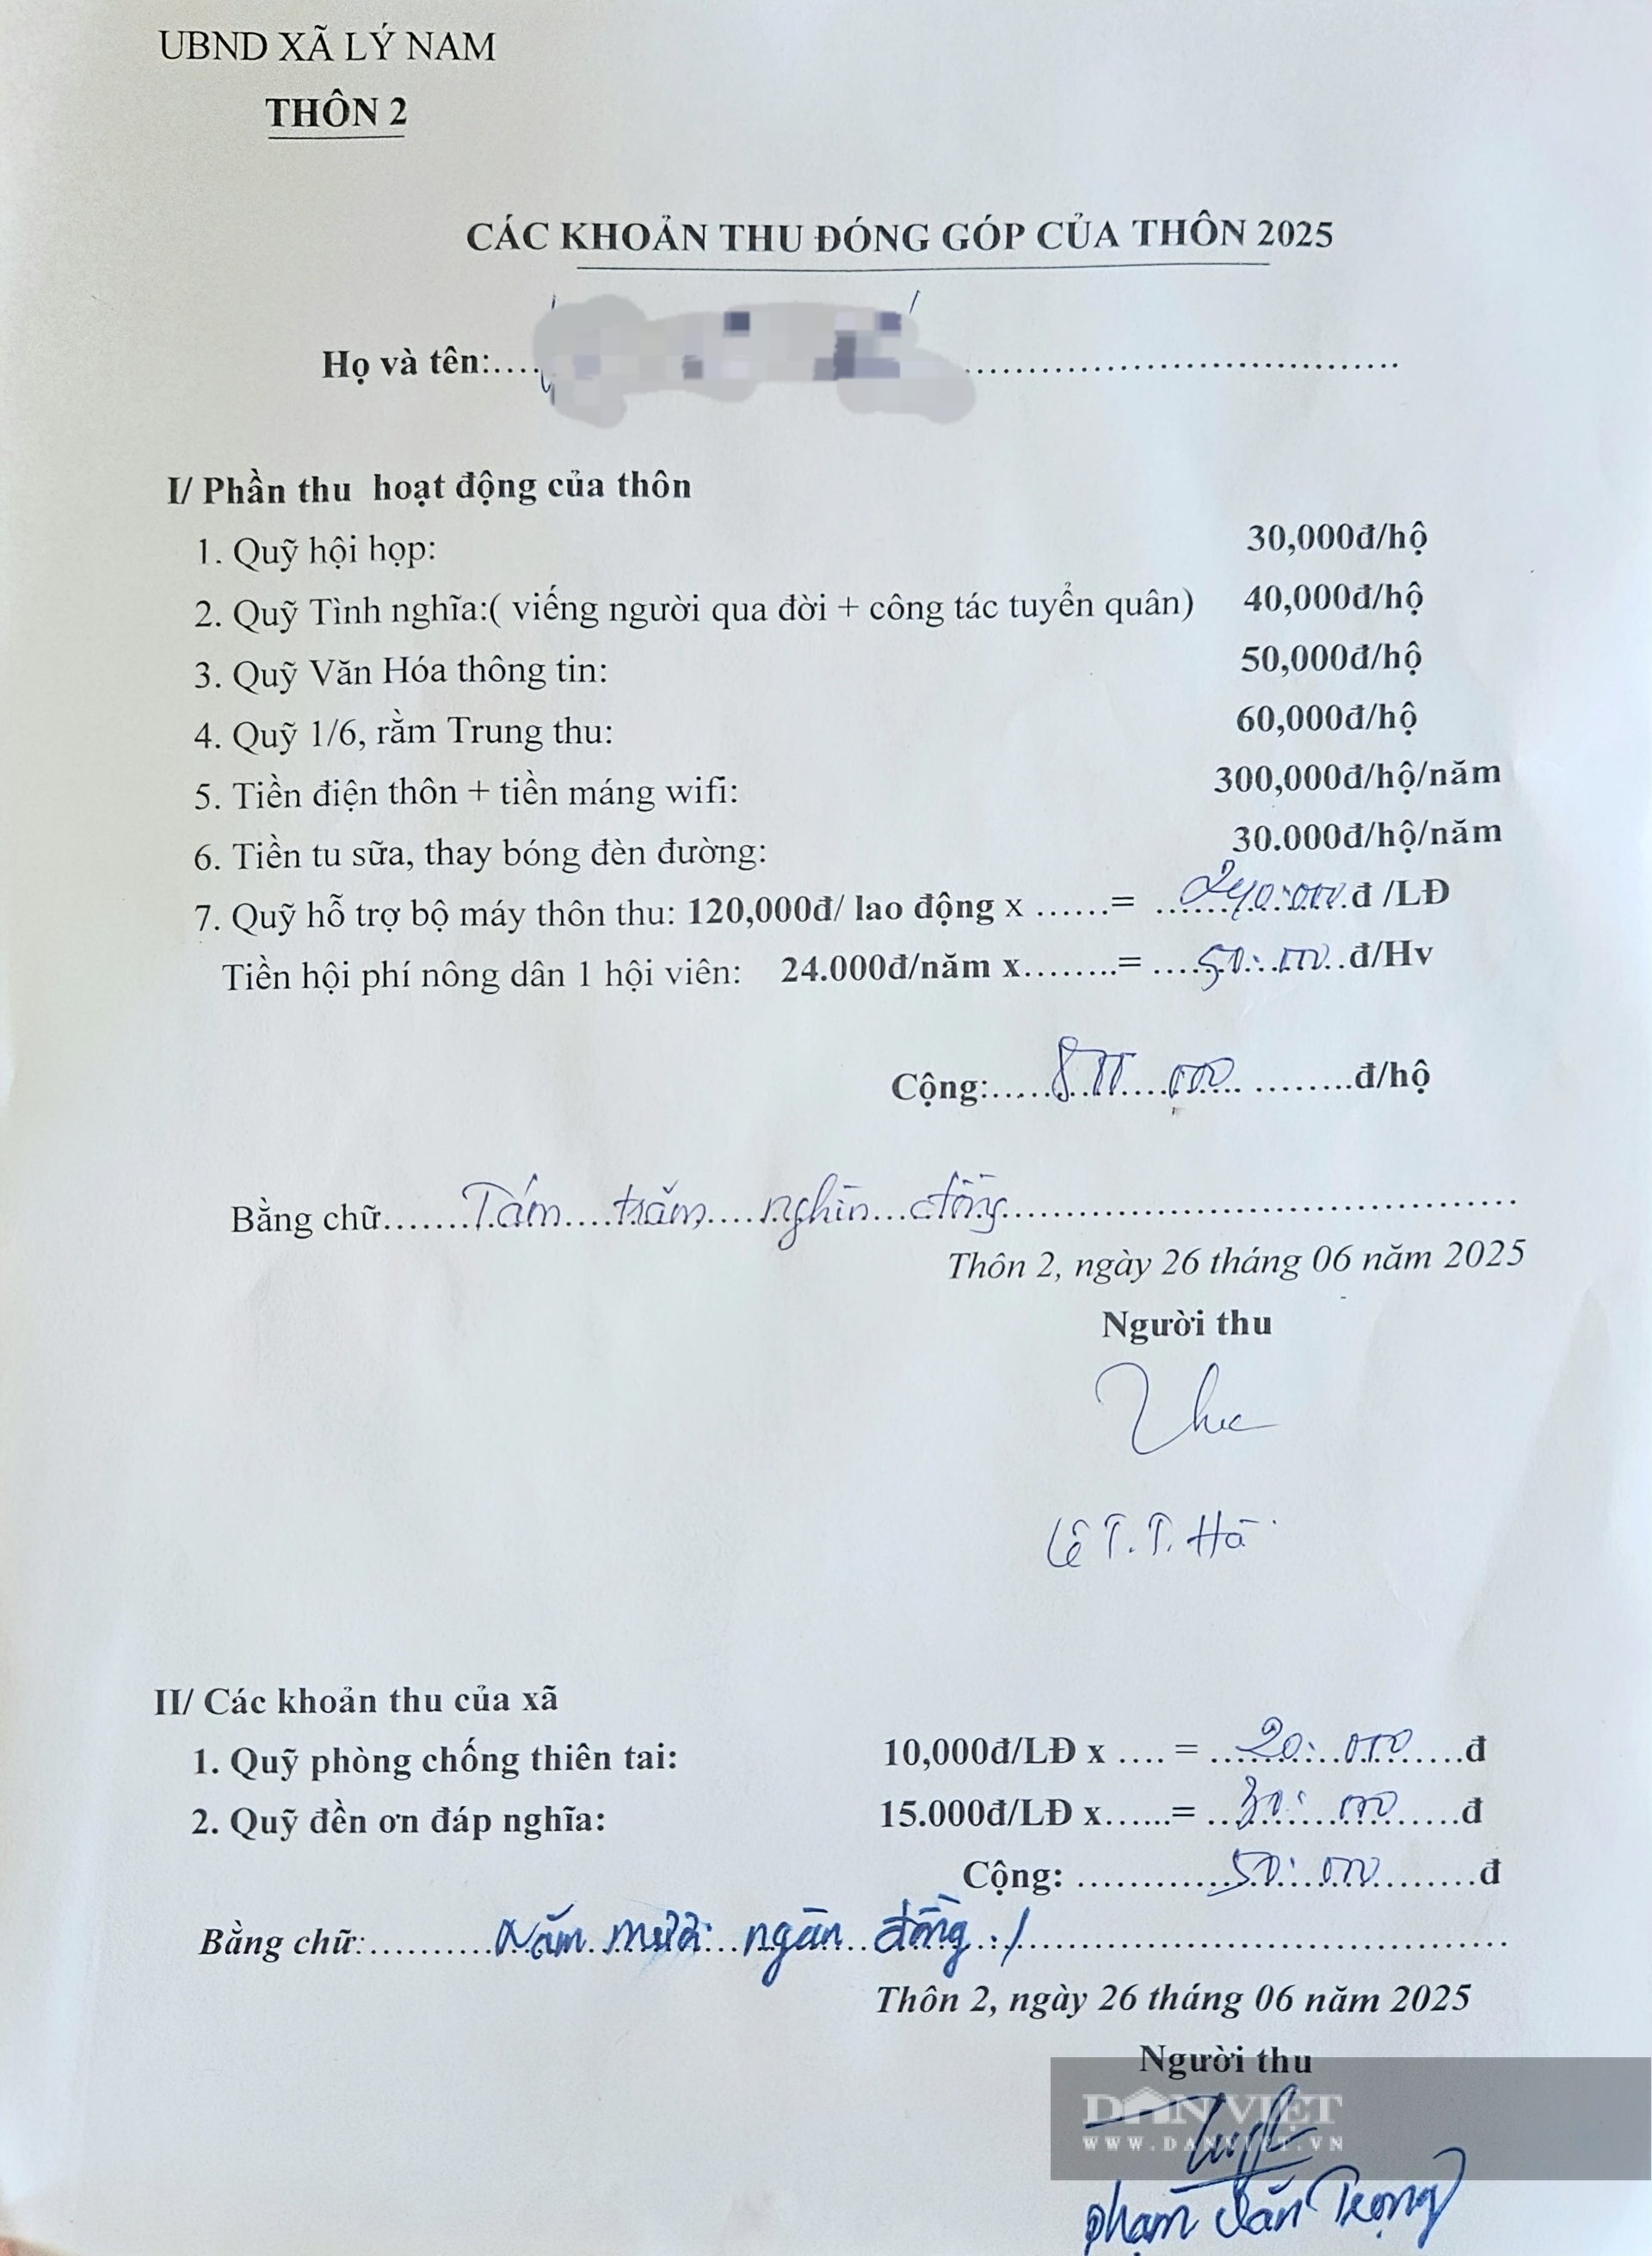 UBND XÃ LÝ NAM
THÔN 2
CÁC KHOẢN THU ĐÓNG GÓP CỦA THÔN 2025
Họ và tên:.... ....................................
I/ Phần thu hoạt động của thôn
1. Quỹ hội họp: 30,000đ/hộ
2. Quỹ Tình nghĩa:( viếng người qua đời + công tác tuyển quân) 40,000đ/hộ
3. Quỹ Văn Hóa thông tin: 50,000đ/hộ
4. Quỹ 1/6, rằm Trung thu: 60,000đ/hộ
5. Tiền điện thôn + tiền máng wifi: 300,000đ/hộ/năm
6. Tiền tu sữa, thay bóng đèn đường: 30.000đ/hộ/năm
7. Quỹ hỗ trợ bộ máy thôn thu: 120,000đ/ lao động x ......= 240.000 đ /LĐ
Tiền hội phí nông dân 1 hội viên: 24.000đ/năm x........= 50.000 đ/Hv
Cộng: 800.000 đ/hộ
Bằng chữ Tám trăm nghìn đồng
Thôn 2, ngày 26 tháng 06 năm 2025
Người thu
Lê T.T. Hà
II/ Các khoản thu của xã
1. Quỹ phòng chống thiên tai: 10,000đ/LĐ x .... = 20.000 đ
2. Quỹ đền ơn đáp nghĩa: 15.000đ/LĐ x......= 30.000 đ
Cộng: 50.000 đ
Bằng chữ: Năm mươi ngàn đồng ./
Thôn 2, ngày 26 tháng 06 năm 2025
Người thu
DÂN VIỆT
WWW.DANVIET.VN
Phạm Văn Trọng